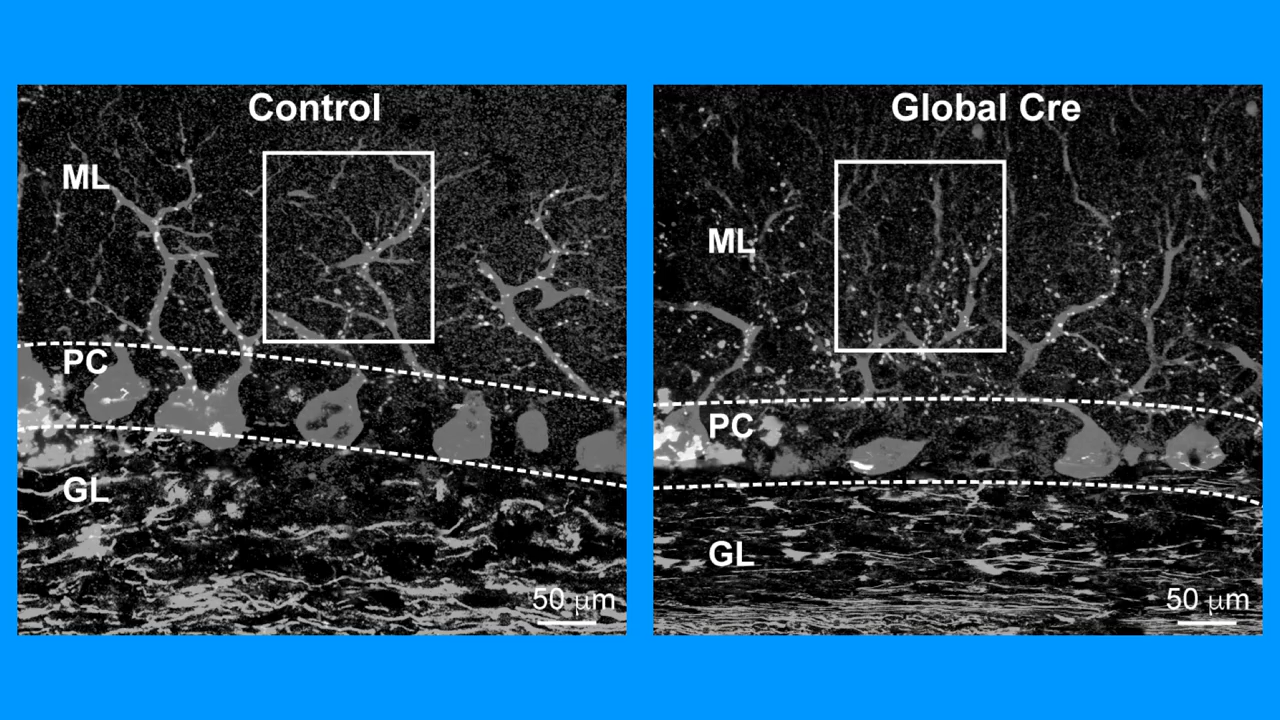 Control
ML
PC
GL
50 μm
Global Cre
ML
PC
GL
50 μm